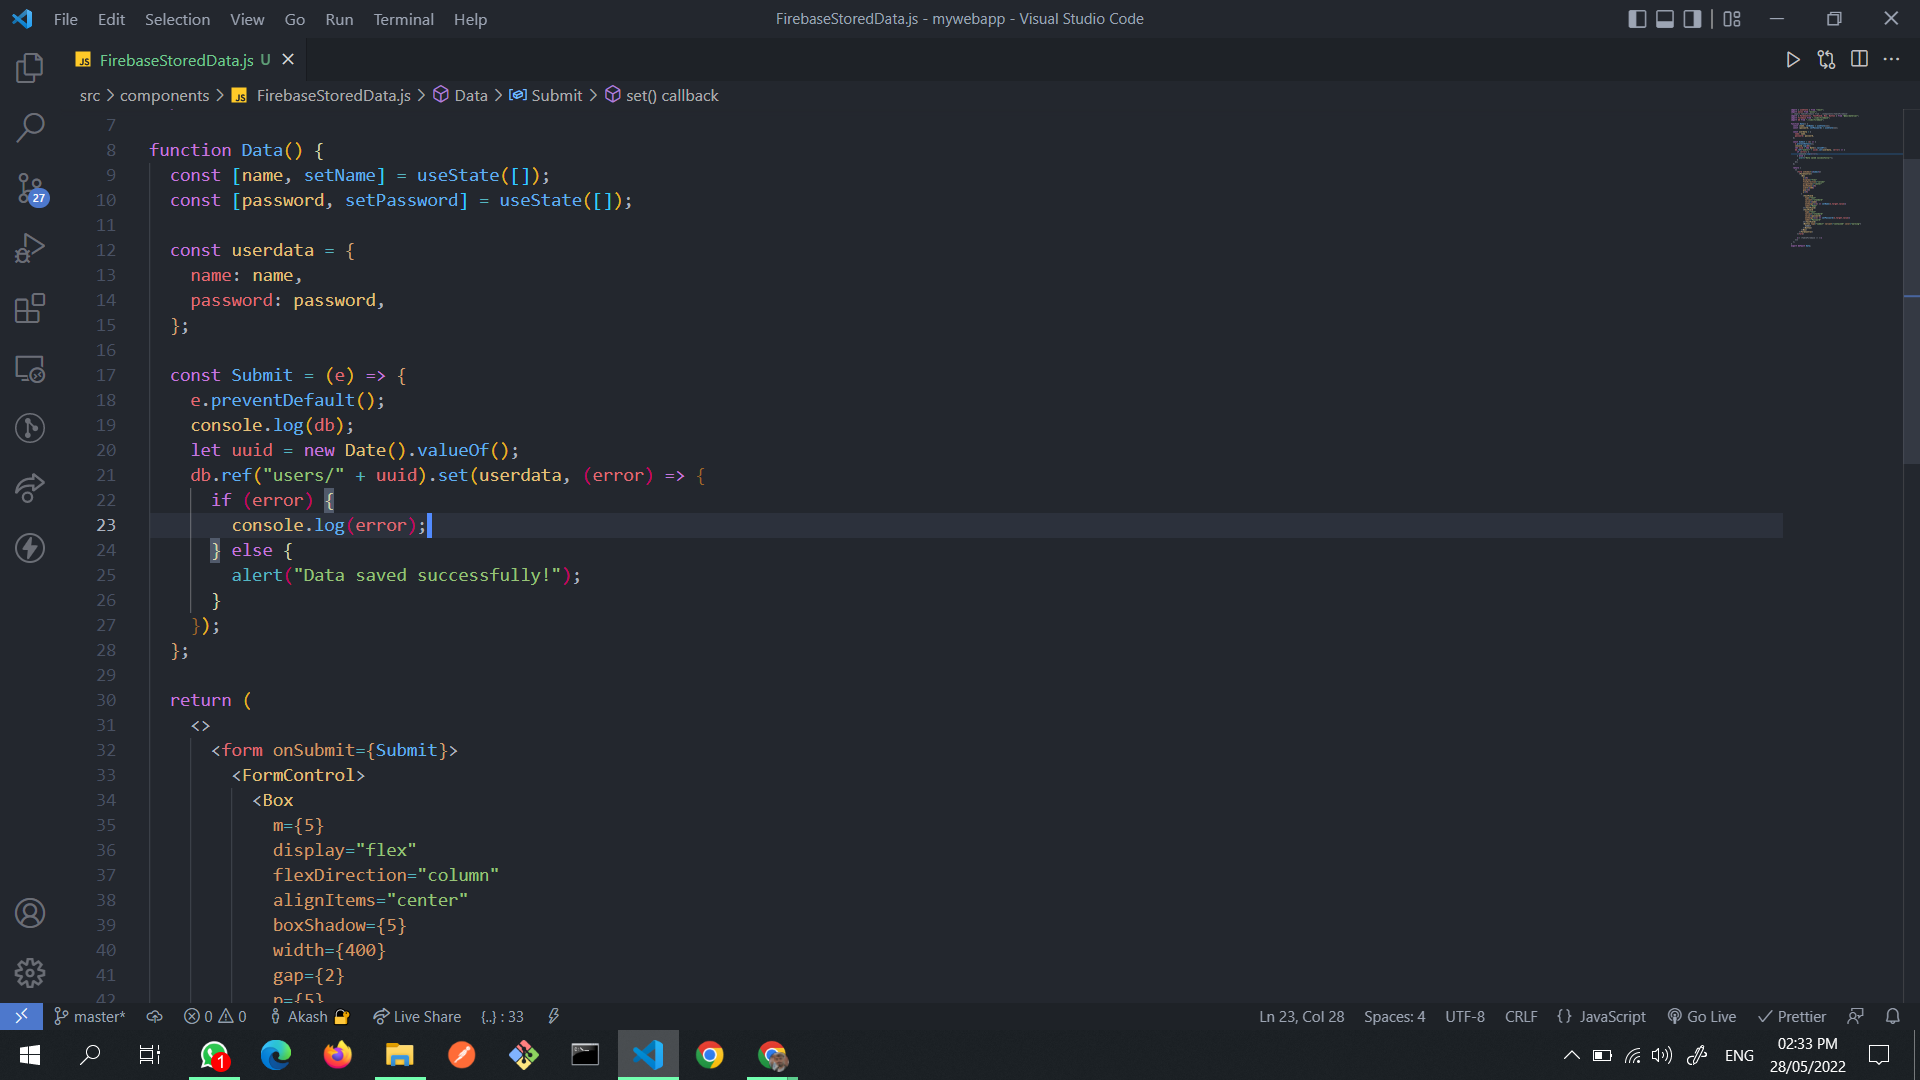 File Edit Selection View Go Run Terminal Help
FirebaseStoredData.js - mywebapp - Visual Studio Code
JS FirebaseStoredData.js U
src > components > JS FirebaseStoredData.js > Data > Submit > set() callback
7
8 function Data() {
9 const [name, setName] = useState([]);
10 const [password, setPassword] = useState([]);
11
12 const userdata = {
13 name: name,
14 password: password,
15 };
16
17 const Submit = (e) => {
18 e.preventDefault();
19 console.log(db);
20 let uuid = new Date().valueOf();
21 db.ref("users/" + uuid).set(userdata, (error) => {
22 if (error) {
23 console.log(error);
24 } else {
25 alert("Data saved successfully!");
26 }
27 });
28 };
29
30 return (
31 <>
32 <form onSubmit={Submit}>
33 <FormControl>
34 <Box
35 m={5}
36 display="flex"
37 flexDirection="column"
38 alignItems="center"
39 boxShadow={5}
40 width={400}
41 gap={2}
42 p={5}
27
master* 0 0 Akash Live Share {..} : 33
Ln 23, Col 28 Spaces: 4 UTF-8 CRLF {} JavaScript Go Live Prettier
1
ENG
02:33 PM
28/05/2022